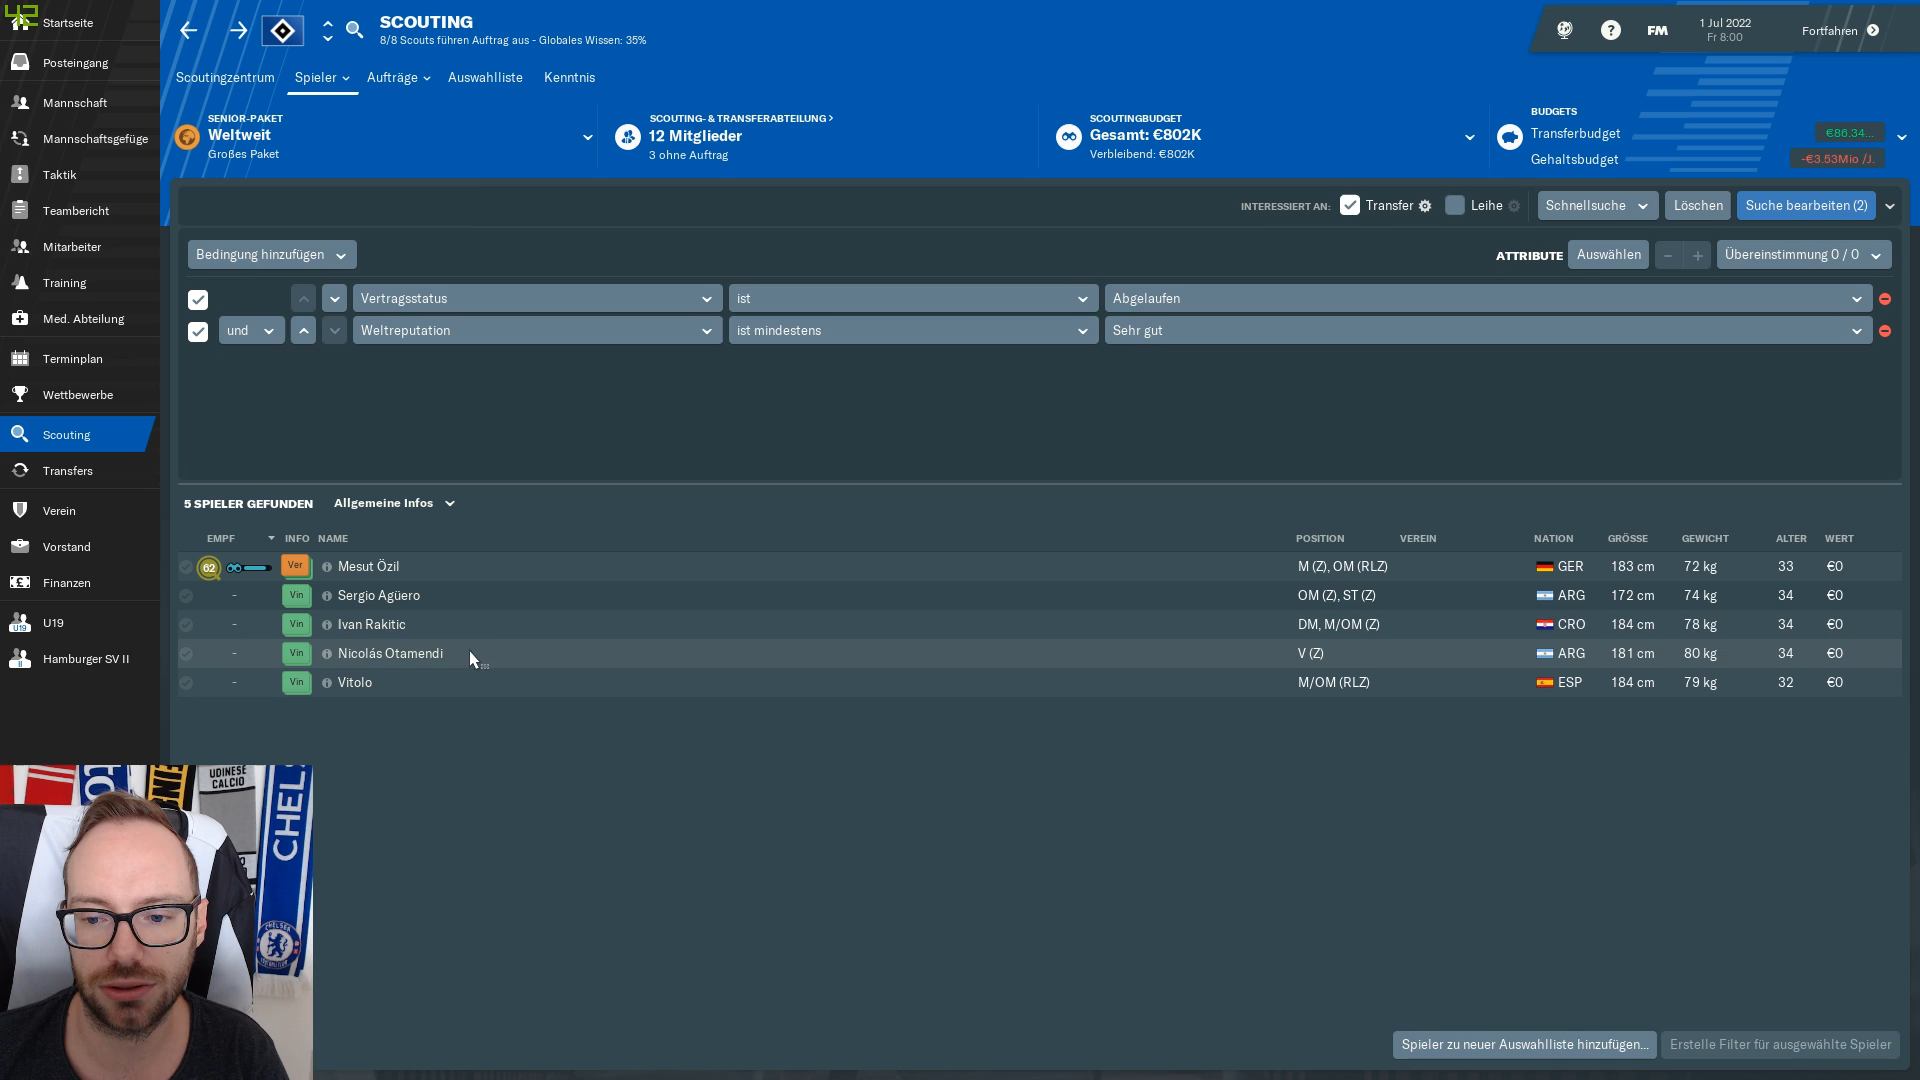 42
Startseite
Posteingang
Mannschaft
Mannschaftsgefüge
Taktik
Teambericht
Mitarbeiter
Training
Med. Abteilung
Terminplan
Wettbewerbe
Scouting
Transfers
Verein
Vorstand
Finanzen
U19
U19
II
Hamburger SV II
SCOUTING
8/8 Scouts führen Auftrag aus - Globales Wissen: 35%
FM
1 Jul 2022
Fr 8:00
Fortfahren
Scoutingzentrum
Spieler
Aufträge
Auswahlliste
Kenntnis
SENIOR-PAKET
Weltweit
Großes Paket
SCOUTING- & TRANSFERABTEILUNG >
12 Mitglieder
3 ohne Auftrag
SCOUTINGBUDGET
Gesamt: €802K
Verbleibend: €802K
BUDGETS
Transferbudget €86.34...
Gehaltsbudget -€3.53Mio /J.
INTERESSIERT AN: Transfer Leihe Schnellsuche Löschen Suche bearbeiten (2)
Bedingung hinzufügen ATTRIBUTE Auswählen - + Übereinstimmung 0 / 0
Vertragsstatus ist Abgelaufen
und Weltreputation ist mindestens Sehr gut
5 SPIELER GEFUNDEN Allgemeine Infos
EMPF INFO NAME POSITION VEREIN NATION GRÖSSE GEWICHT ALTER WERT
62 Ver Mesut Özil M (Z), OM (RLZ) GER 183 cm 72 kg 33 €0
- Vin Sergio Agüero OM (Z), ST (Z) ARG 172 cm 74 kg 34 €0
- Vin Ivan Rakitic DM, M/OM (Z) CRO 184 cm 78 kg 34 €0
- Vin Nicolás Otamendi V (Z) ARG 181 cm 80 kg 34 €0
- Vin Vitolo M/OM (RLZ) ESP 184 cm 79 kg 32 €0
UDINESE
CALCIO
CHELS
Spieler zu neuer Auswahlliste hinzufügen... Erstelle Filter für ausgewählte Spieler